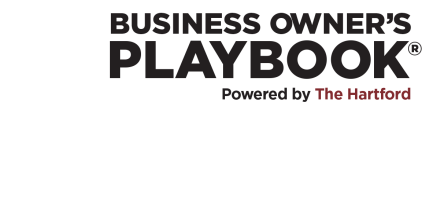 BUSINESS OWNER'S
PLAYBOOK®
Powered by The Hartford